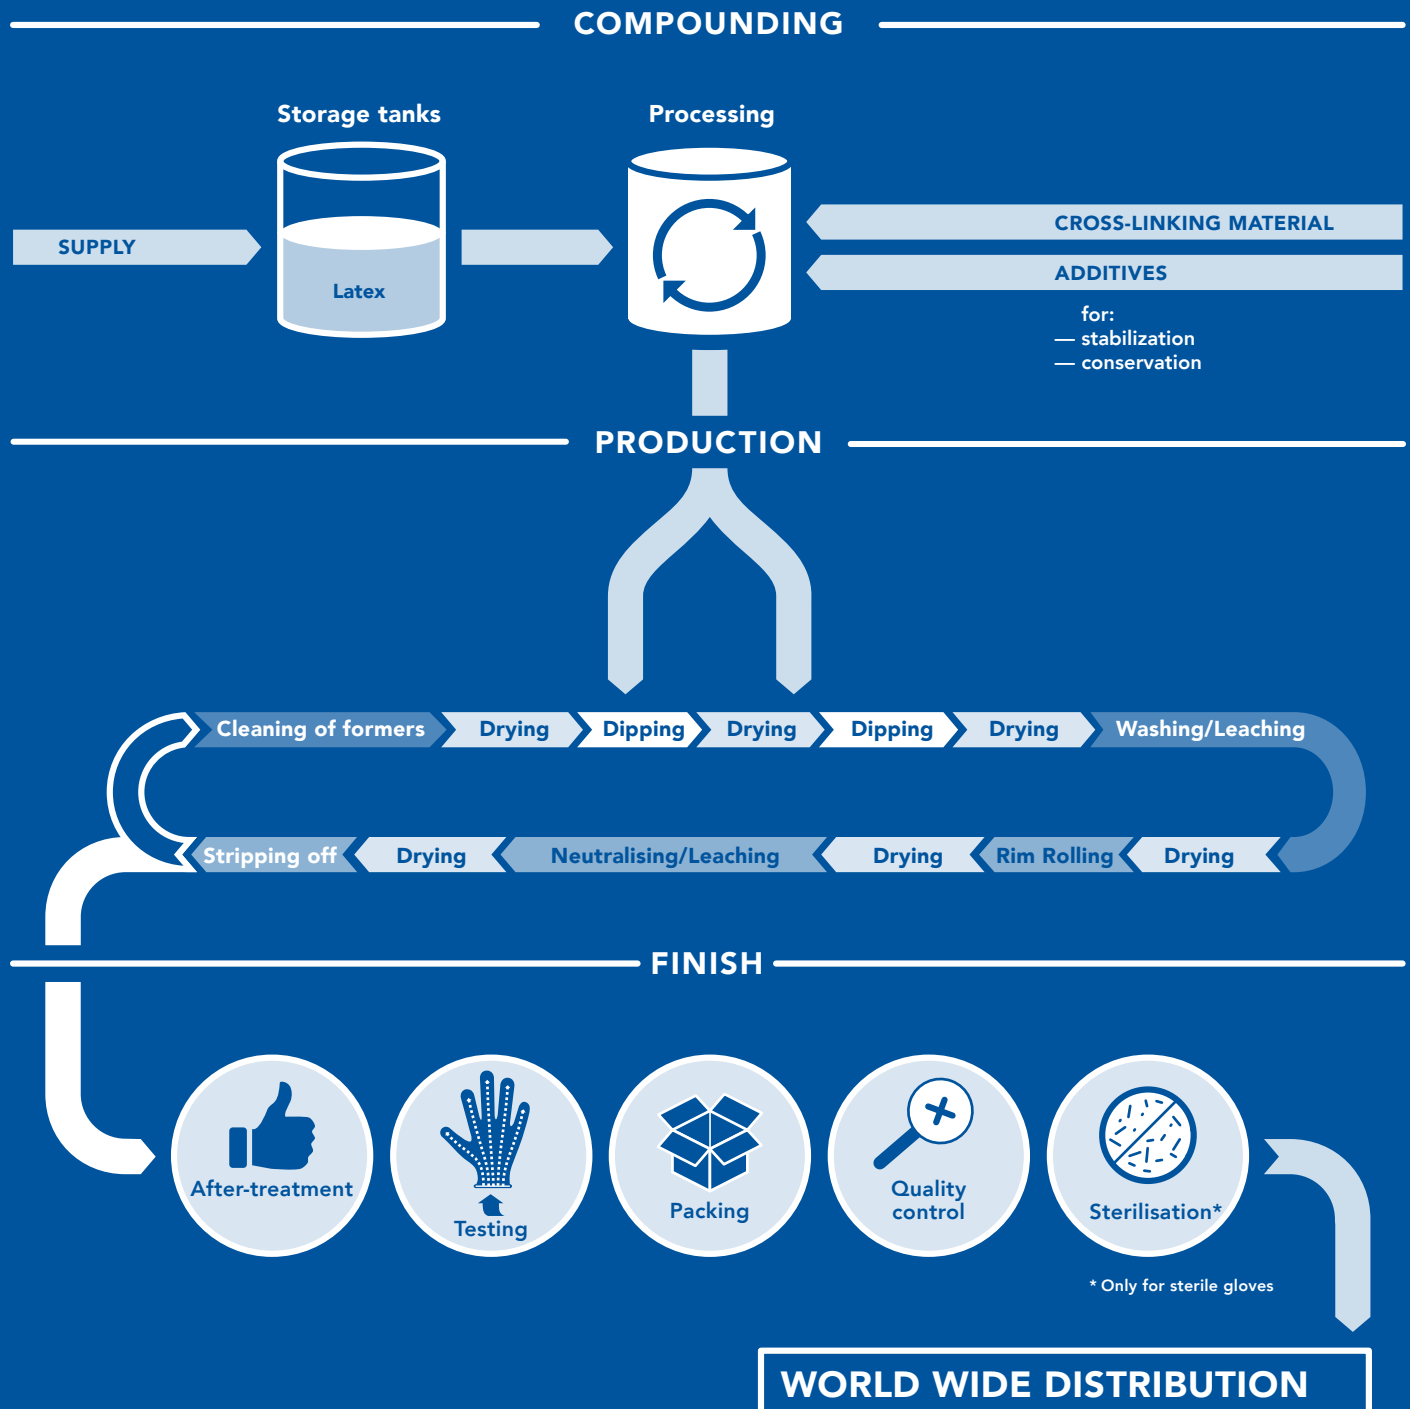 COMPOUNDING
Storage tanks
Processing
SUPPLY
Latex
CROSS-LINKING MATERIAL
ADDITIVES
for:
— stabilization
— conservation
PRODUCTION
Cleaning of formers
Drying
Dipping
Drying
Dipping
Drying
Washing/Leaching
Stripping off
Drying
Neutralising/Leaching
Drying
Rim Rolling
Drying
FINISH
After-treatment
Testing
Packing
Quality
control
Sterilisation*
* Only for sterile gloves
WORLD WIDE DISTRIBUTION